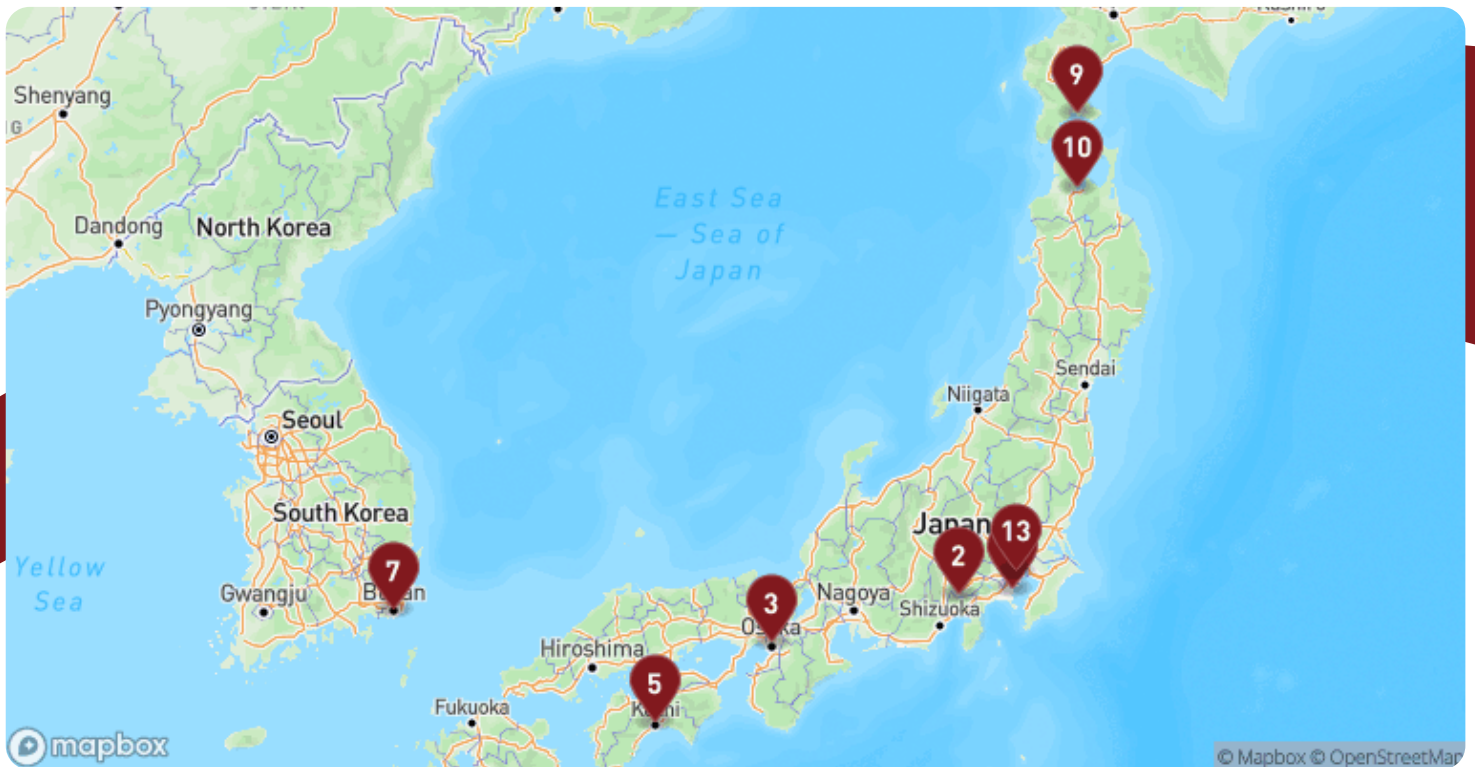 Shenyang
G
Dandong
North Korea
Pyongyang
Seoul
South Korea
Yellow
Sea
Gwangju
7
East Sea
— Sea of
Japan
9
10
Sendai
Niigata
Japan
13
2
3
Nagoya
Shizuoka
Hiroshima
5
Fukuoka
mapbox
© Mapbox © OpenStreetMap